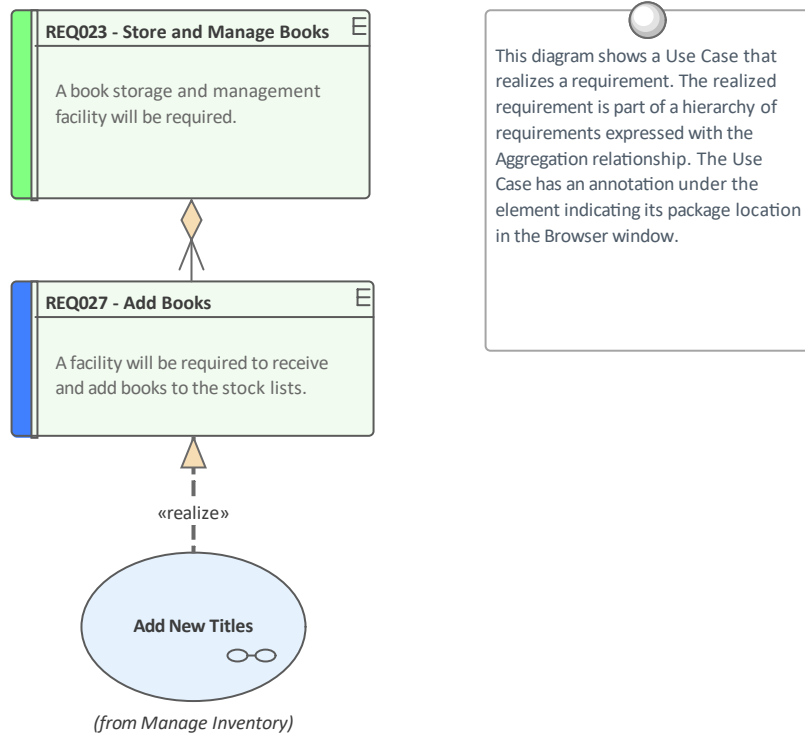 REQ023 - Store and Manage Books E
A book storage and management
facility will be required.
REQ027 - Add Books E
A facility will be required to receive
and add books to the stock lists.
«realize»
Add New Titles
(from Manage Inventory)
This diagram shows a Use Case that
realizes a requirement. The realized
requirement is part of a hierarchy of
requirements expressed with the
Aggregation relationship. The Use
Case has an annotation under the
element indicating its package location
in the Browser window.